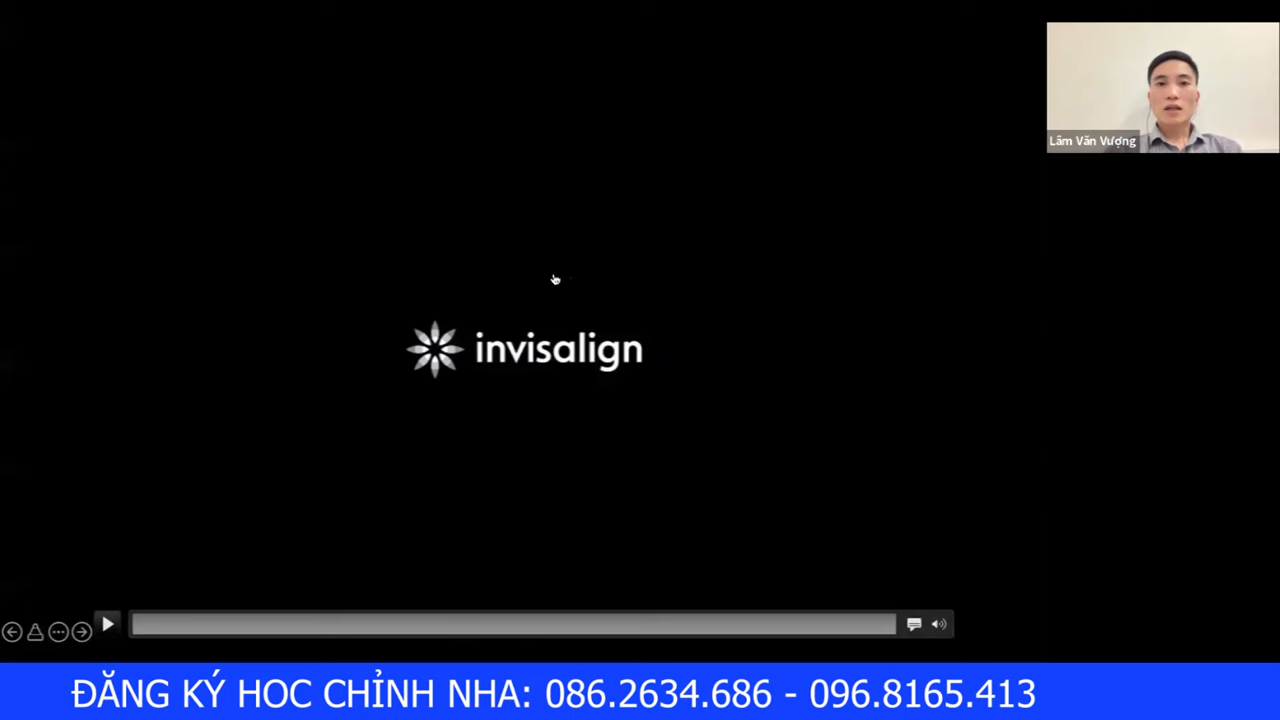 Lâm Văn Vượng
invisalign
ĐĂNG KÝ HOC CHỈNH NHA: 086.2634.686 - 096.8165.413